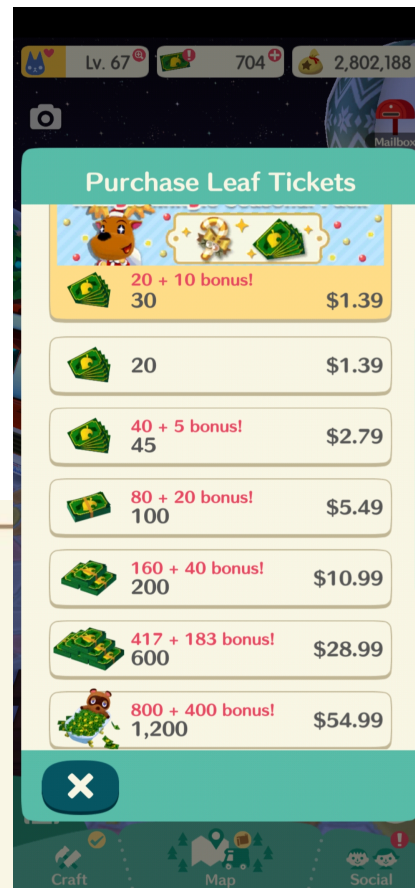 Lv. 67
704
2,802,188
Mailbox
Purchase Leaf Tickets
20 + 10 bonus!
30
$1.39
20
$1.39
40 + 5 bonus!
45
$2.79
80 + 20 bonus!
100
$5.49
160 + 40 bonus!
200
$10.99
417 + 183 bonus!
600
$28.99
800 + 400 bonus!
1,200
$54.99
Craft
Map
Social